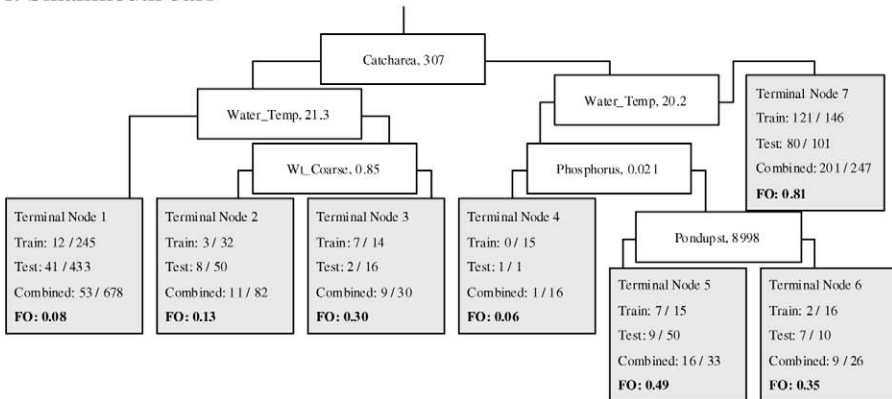 Catcharea, 307
Water_Temp, 21.3
Water_Temp, 20.2
Terminal Node 7
Train: 121 / 146
Test: 80 / 101
Combined: 201 / 247
FO: 0.81
Wt_Coarse, 0.85
Phosphorus, 0.021
Terminal Node 1
Train: 12 / 245
Test: 41 / 433
Combined: 53 / 678
FO: 0.08
Terminal Node 2
Train: 3 / 32
Test: 8 / 50
Combined: 11 / 82
FO: 0.13
Terminal Node 3
Train: 7 / 14
Test: 2 / 16
Combined: 9 / 30
FO: 0.30
Terminal Node 4
Train: 0 / 15
Test: 1 / 1
Combined: 1 / 16
FO: 0.06
Pondupst, 8998
Terminal Node 5
Train: 7 / 15
Test: 9 / 50
Combined: 16 / 33
FO: 0.49
Terminal Node 6
Train: 2 / 16
Test: 7 / 10
Combined: 9 / 26
FO: 0.35